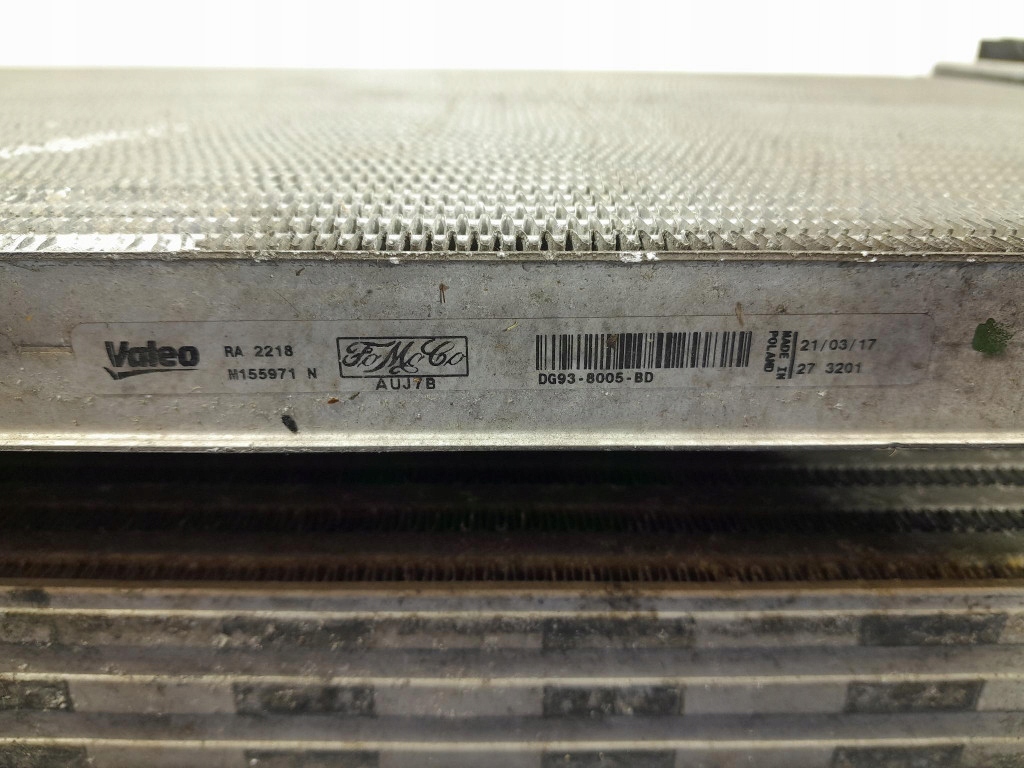 Valeo
RA 2218
M155971 N
FoMoCo
AUJ7B
DG93-8005-BD
MADE IN
POLAND
21/03/17
27 3201